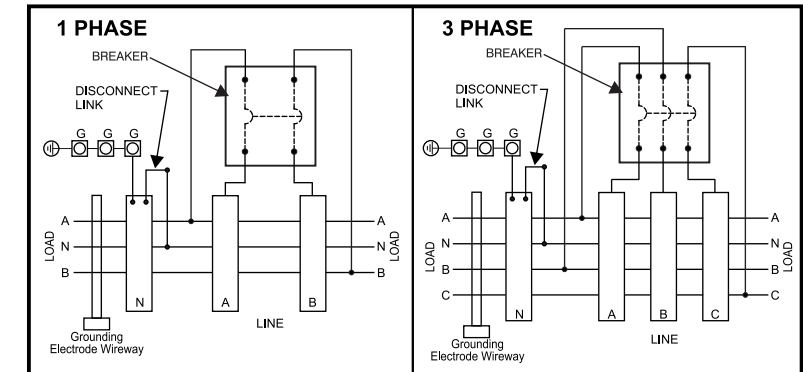 1 PHASE
BREAKER
DISCONNECT
LINK
G G G
A A
LOAD N N LOAD
B B
N A B
LINE
Grounding
Electrode Wireway
3 PHASE
BREAKER
DISCONNECT
LINK
G G G
A A
N N
LOAD B B LOAD
C C
N A B C
LINE
Grounding
Electrode Wireway